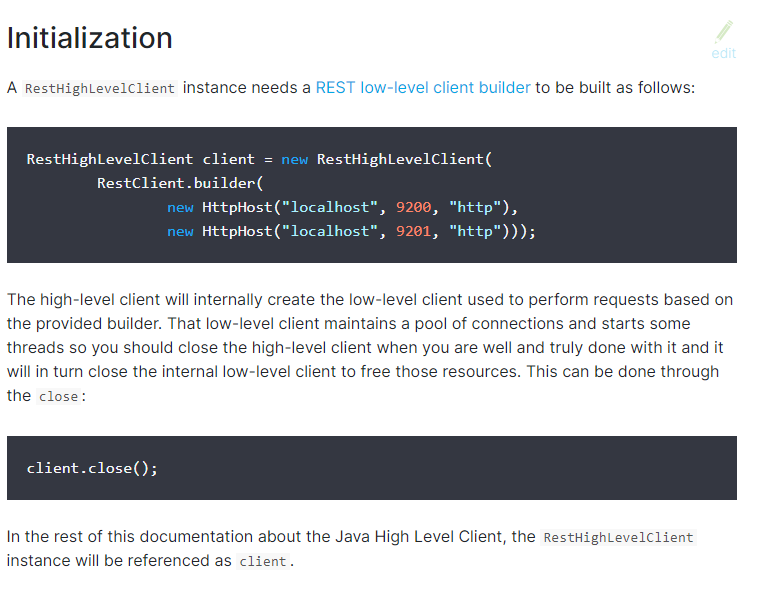 Initialization
edit
A RestHighLevelClient instance needs a REST low-level client builder to be built as follows:
RestHighLevelClient client = new RestHighLevelClient(
        RestClient.builder(
                new HttpHost("localhost", 9200, "http"),
                new HttpHost("localhost", 9201, "http")));
The high-level client will internally create the low-level client used to perform requests based on
the provided builder. That low-level client maintains a pool of connections and starts some
threads so you should close the high-level client when you are well and truly done with it and it
will in turn close the internal low-level client to free those resources. This can be done through
the close:
client.close();
In the rest of this documentation about the Java High Level Client, the RestHighLevelClient
instance will be referenced as client.